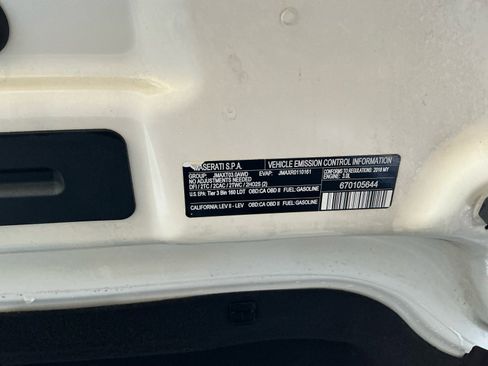 MASERATI S.P.A. VEHICLE EMISSION CONTROL INFORMATION
GROUP: JMAXT03.0AWD EVAP: JMAXR0110161 CONFORMS TO REGULATIONS: 2018 MY
NO ADJUSTMENTS NEEDED ENGINE: 3.0L
DFI / 2TC / 2CAC / 2TWC / 2HO2S (2)
U.S. EPA: Tier 3 Bin 160 LDT OBD:CA OBD II FUEL:GASOLINE
670105644
CALIFORNIA: LEV II - LEV OBD:CA OBD II FUEL:GASOLINE